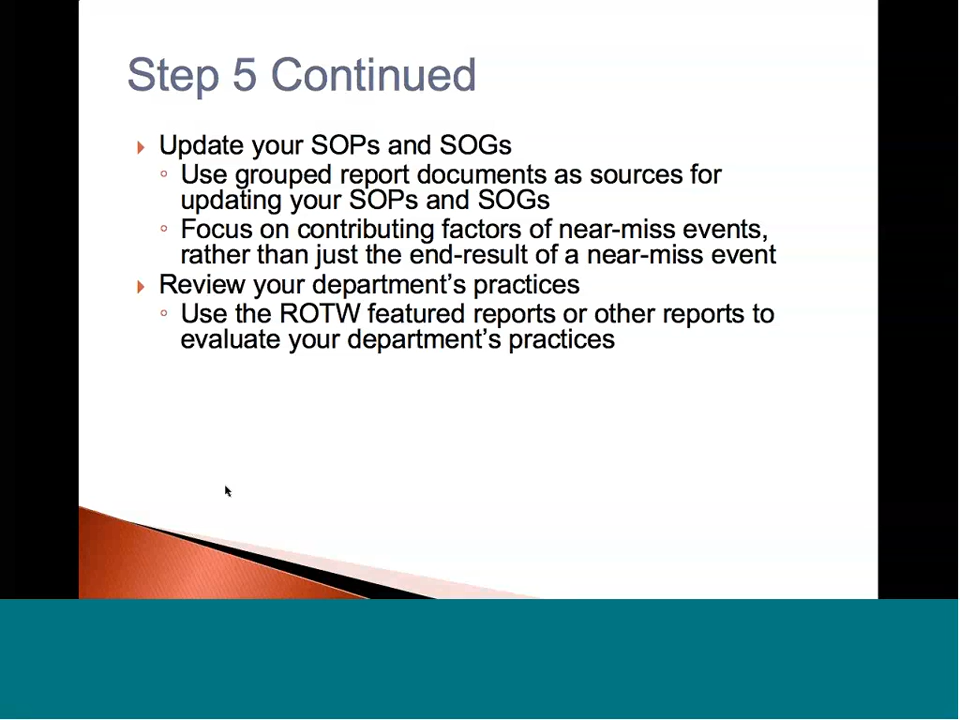 Step 5 Continued
Update your SOPs and SOGs
Use grouped report documents as sources for
updating your SOPs and SOGs
Focus on contributing factors of near-miss events,
rather than just the end-result of a near-miss event
Review your department's practices
Use the ROTW featured reports or other reports to
evaluate your department's practices